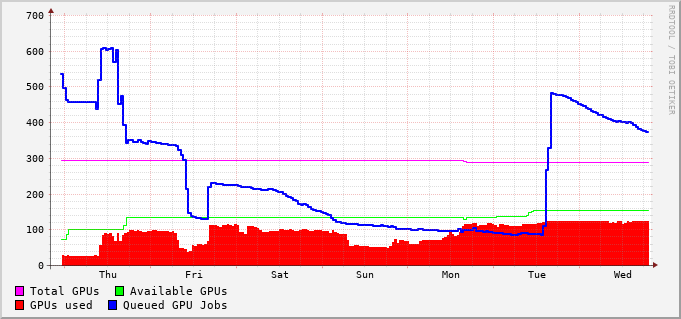 700
600
500
400
300
200
100
0
Thu Fri Sat Sun Mon Tue Wed
Total GPUs Available GPUs
GPUs used Queued GPU Jobs
RRDTOOL / TOBI OETIKER